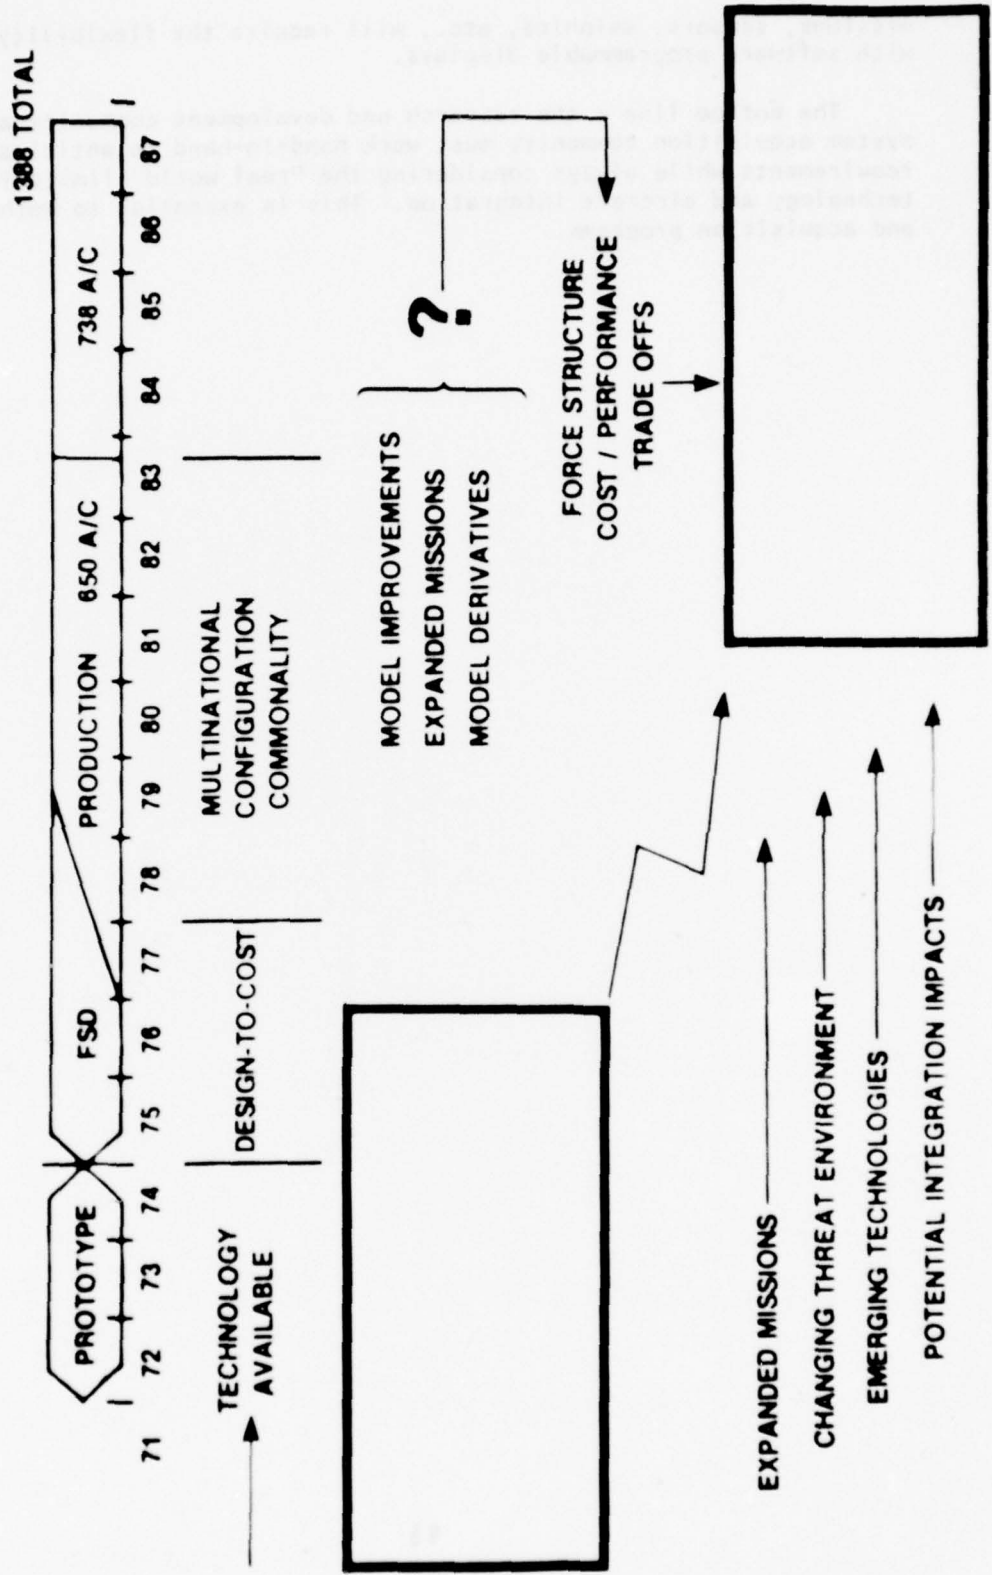 1388 TOTAL
PROTOTYPE
FSD
PRODUCTION
650 A/C
738 A/C
71 72 73 74 75 76 77 78 79 80 81 82 83 84 85 86 87
TECHNOLOGY
AVAILABLE
DESIGN-TO-COST
MULTINATIONAL
CONFIGURATION
COMMONALITY
MODEL IMPROVEMENTS
EXPANDED MISSIONS
MODEL DERIVATIVES
?
FORCE STRUCTURE
COST / PERFORMANCE
TRADE OFFS
EXPANDED MISSIONS
CHANGING THREAT ENVIRONMENT
EMERGING TECHNOLOGIES
POTENTIAL INTEGRATION IMPACTS